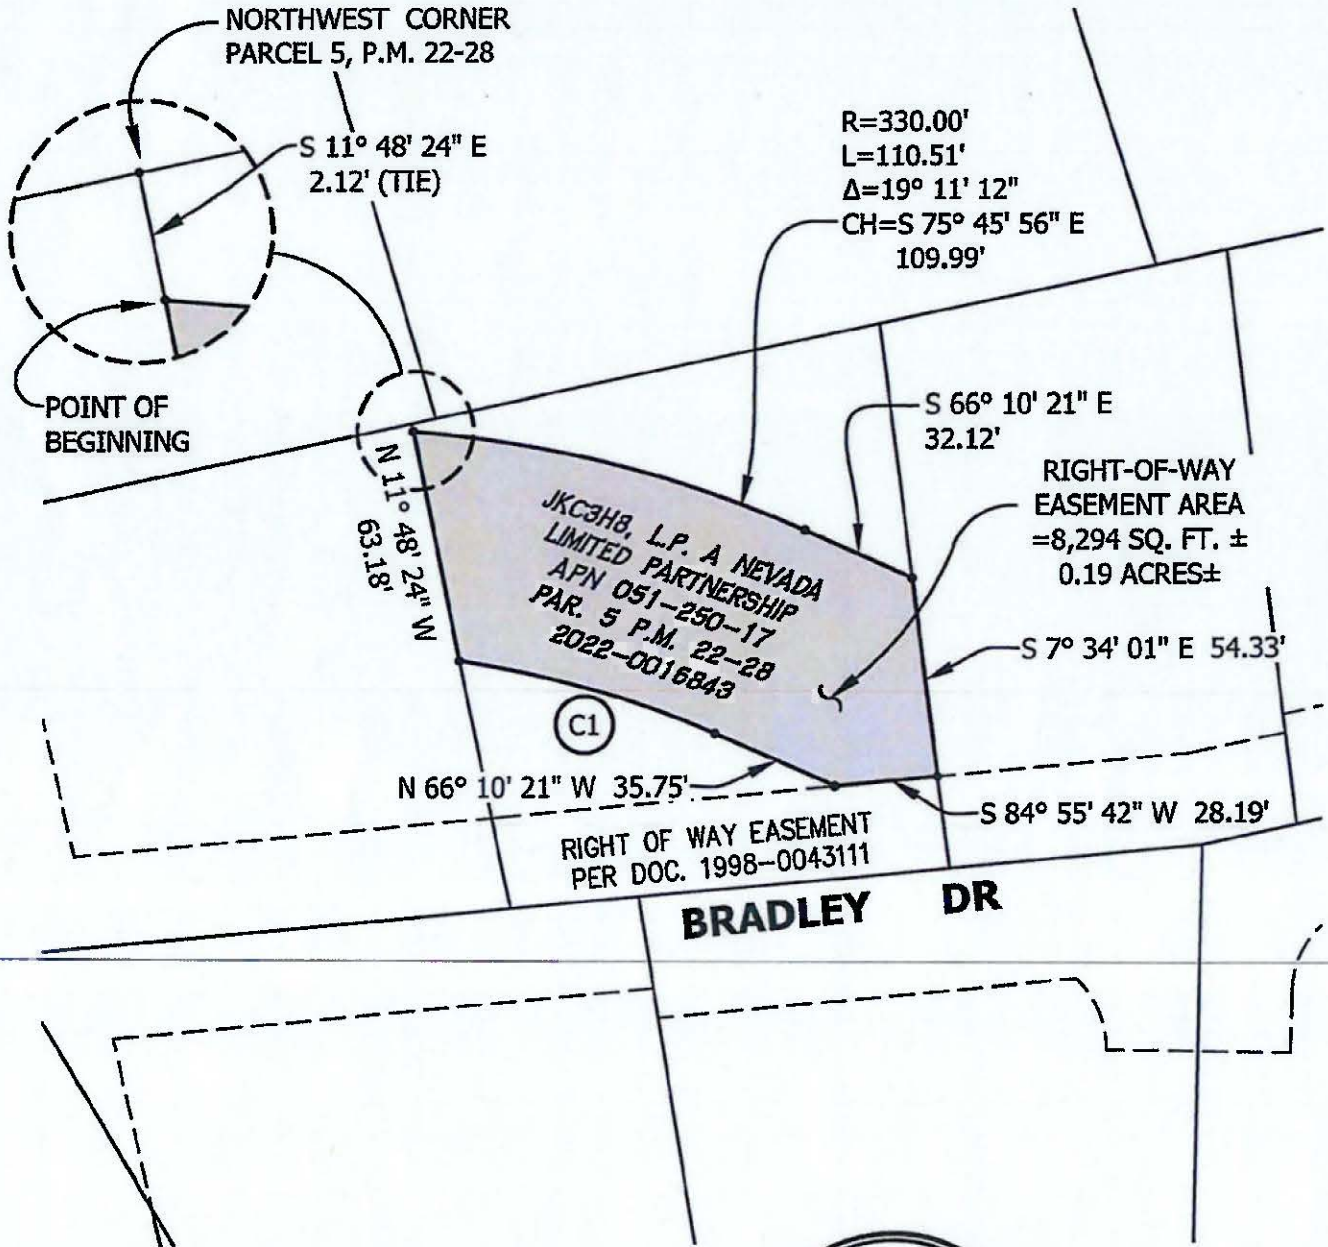 NORTHWEST CORNER
PARCEL 5, P.M. 22-28
S 11° 48' 24" E
2.12' (TIE)
R=330.00'
L=110.51'
Δ=19° 11' 12"
CH=S 75° 45' 56" E
109.99'
POINT OF
BEGINNING
S 66° 10' 21" E
32.12'
RIGHT-OF-WAY
EASEMENT AREA
=8,294 SQ. FT. ±
0.19 ACRES±
N 11° 48' 24" W
63.18'
JKC3H8, L.P. A NEVADA
LIMITED PARTNERSHIP
APN 051-250-17
PAR. 5 P.M. 22-28
2022-0016843
S 7° 34' 01" E 54.33'
C1
N 66° 10' 21" W 35.75'
S 84° 55' 42" W 28.19'
RIGHT OF WAY EASEMENT
PER DOC. 1998-0043111
BRADLEY DR